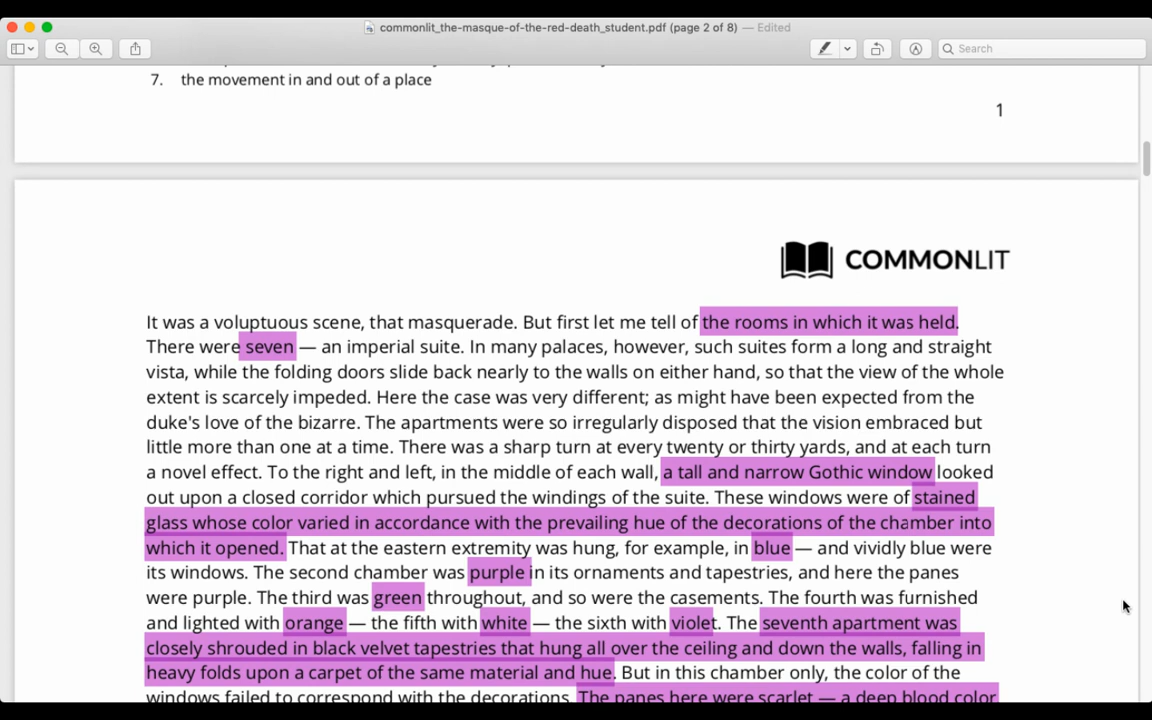 commonlit_the-masque-of-the-red-death_student.pdf (page 2 of 8) — Edited
Search
7. the movement in and out of a place
1
COMMONLIT
It was a voluptuous scene, that masquerade. But first let me tell of the rooms in which it was held.
There were seven — an imperial suite. In many palaces, however, such suites form a long and straight
vista, while the folding doors slide back nearly to the walls on either hand, so that the view of the whole
extent is scarcely impeded. Here the case was very different; as might have been expected from the
duke's love of the bizarre. The apartments were so irregularly disposed that the vision embraced but
little more than one at a time. There was a sharp turn at every twenty or thirty yards, and at each turn
a novel effect. To the right and left, in the middle of each wall, a tall and narrow Gothic window looked
out upon a closed corridor which pursued the windings of the suite. These windows were of stained
glass whose color varied in accordance with the prevailing hue of the decorations of the chamber into
which it opened. That at the eastern extremity was hung, for example, in blue — and vividly blue were
its windows. The second chamber was purple in its ornaments and tapestries, and here the panes
were purple. The third was green throughout, and so were the casements. The fourth was furnished
and lighted with orange — the fifth with white — the sixth with violet. The seventh apartment was
closely shrouded in black velvet tapestries that hung all over the ceiling and down the walls, falling in
heavy folds upon a carpet of the same material and hue. But in this chamber only, the color of the
windows failed to correspond with the decorations. The panes here were scarlet — a deep blood color